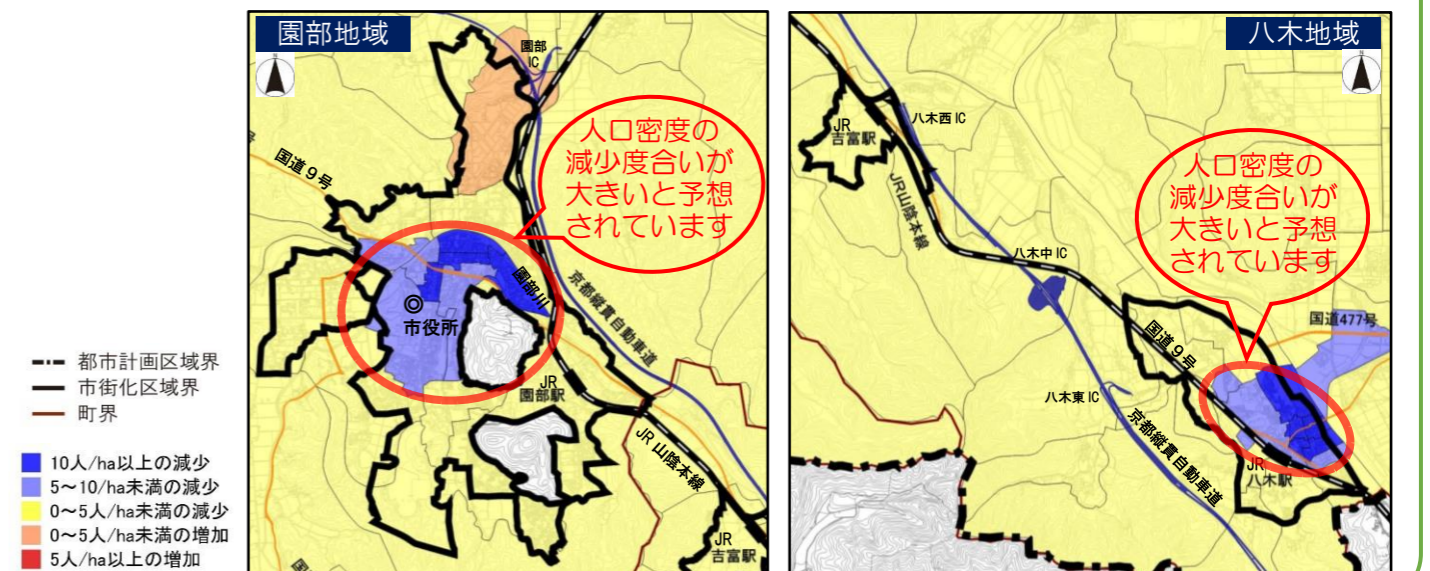 園部地域
園部
IC
国道9号
人口密度の
減少度合いが
大きいと予想
されています
園部川
京都縦貫自動車道
市役所
JR
園部駅
JR山陰本線
JR
吉富駅
八木地域
八木西IC
JR
吉富駅
JR山陰本線
人口密度の
減少度合いが
大きいと予想
されています
八木中IC
国道477号
国道9号
八木東IC
京都縦貫自動車道
JR
八木駅
都市計画区域界
市街化区域界
町界
10人/ha以上の減少
5～10/ha未満の減少
0～5人/ha未満の減少
0～5人/ha未満の増加
5人/ha以上の増加